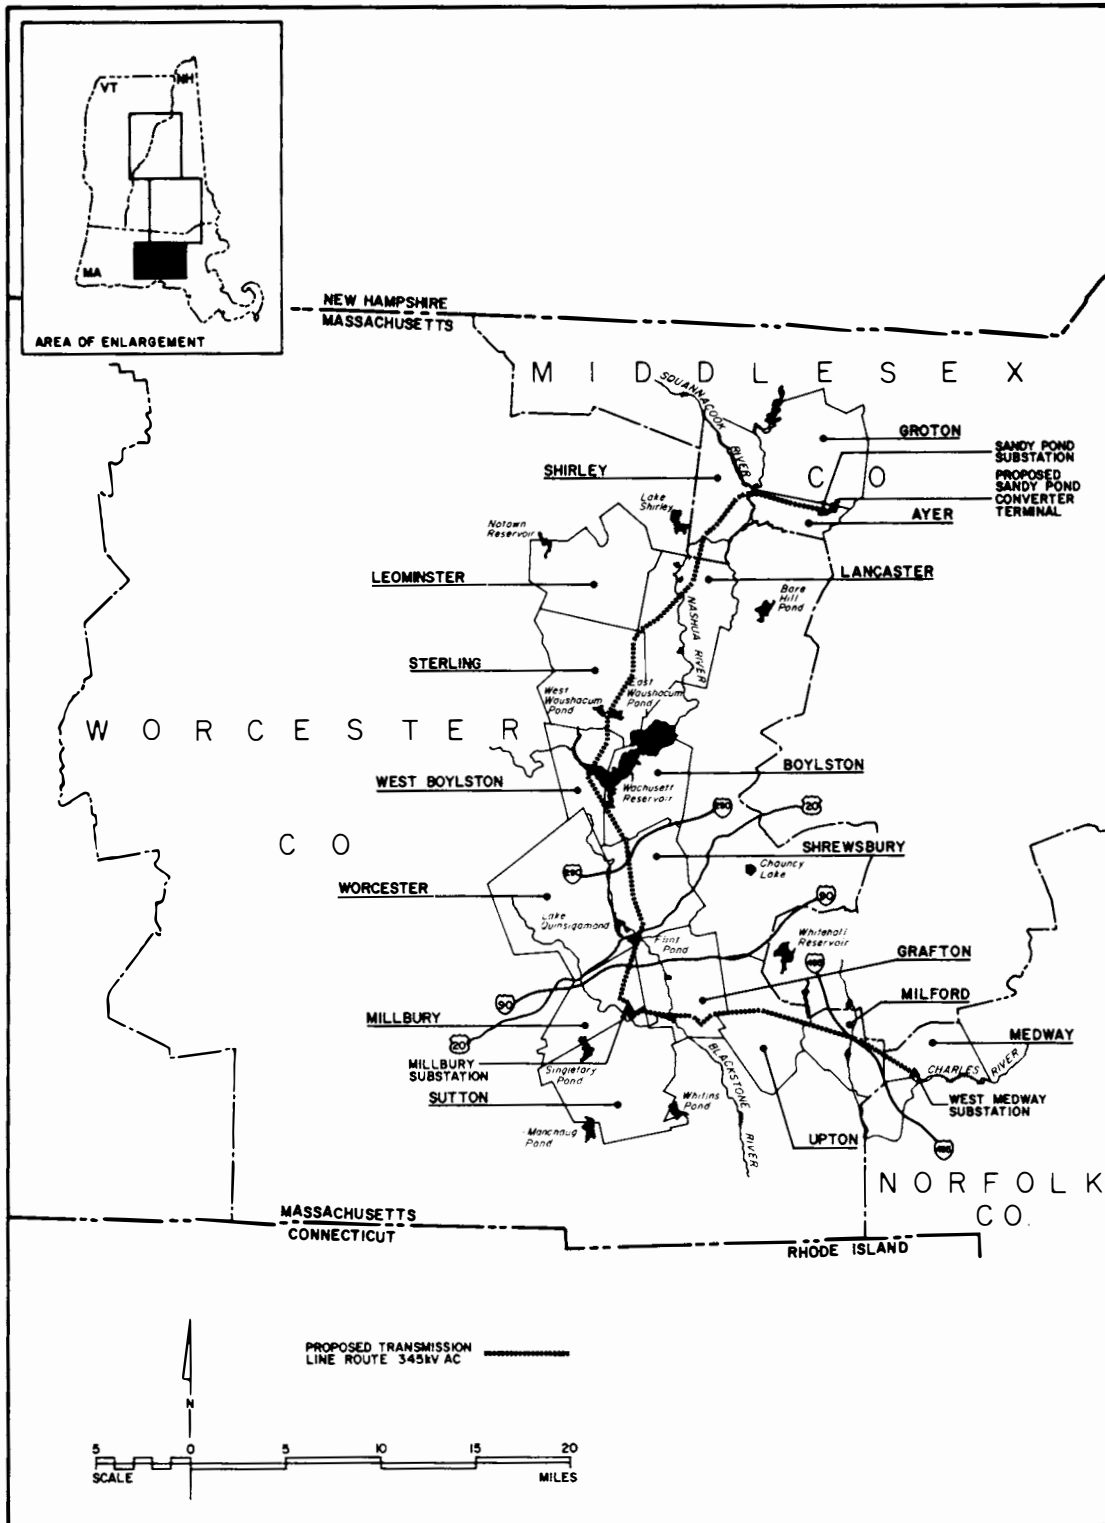 VT
NH
MA
AREA OF ENLARGEMENT
NEW HAMPSHIRE
MASSACHUSETTS
MIDDLESEX
CO
SQUANNACOOK RIVER
GROTON
SANDY POND
SUBSTATION
PROPOSED
SANDY POND
CONVERTER
TERMINAL
SHIRLEY
Lake
Shirley
AYER
Notown
Reservoir
LEOMINSTER
LANCASTER
Bare
Hill
Pond
NASHUA RIVER
STERLING
West
Waushacum
Pond
East
Waushacum
Pond
WORCESTER
CO
WEST BOYLSTON
BOYLSTON
Wachusett
Reservoir
290
20
SHREWSBURY
290
Chauncy
Lake
WORCESTER
90
Lake
Quinsigamond
Flint
Pond
Whitehall
Reservoir
GRAFTON
495
90
MILFORD
MILLBURY
20
MEDWAY
MILLBURY
SUBSTATION
Singletary
Pond
BLACKSTONE RIVER
CHARLES RIVER
SUTTON
Whitins
Pond
WEST MEDWAY
SUBSTATION
Manchaug
Pond
UPTON
495
NORFOLK
CO.
MASSACHUSETTS
CONNECTICUT
RHODE ISLAND
PROPOSED TRANSMISSION
LINE ROUTE 345kV AC
N
5 0 5 10 15 20
SCALE MILES